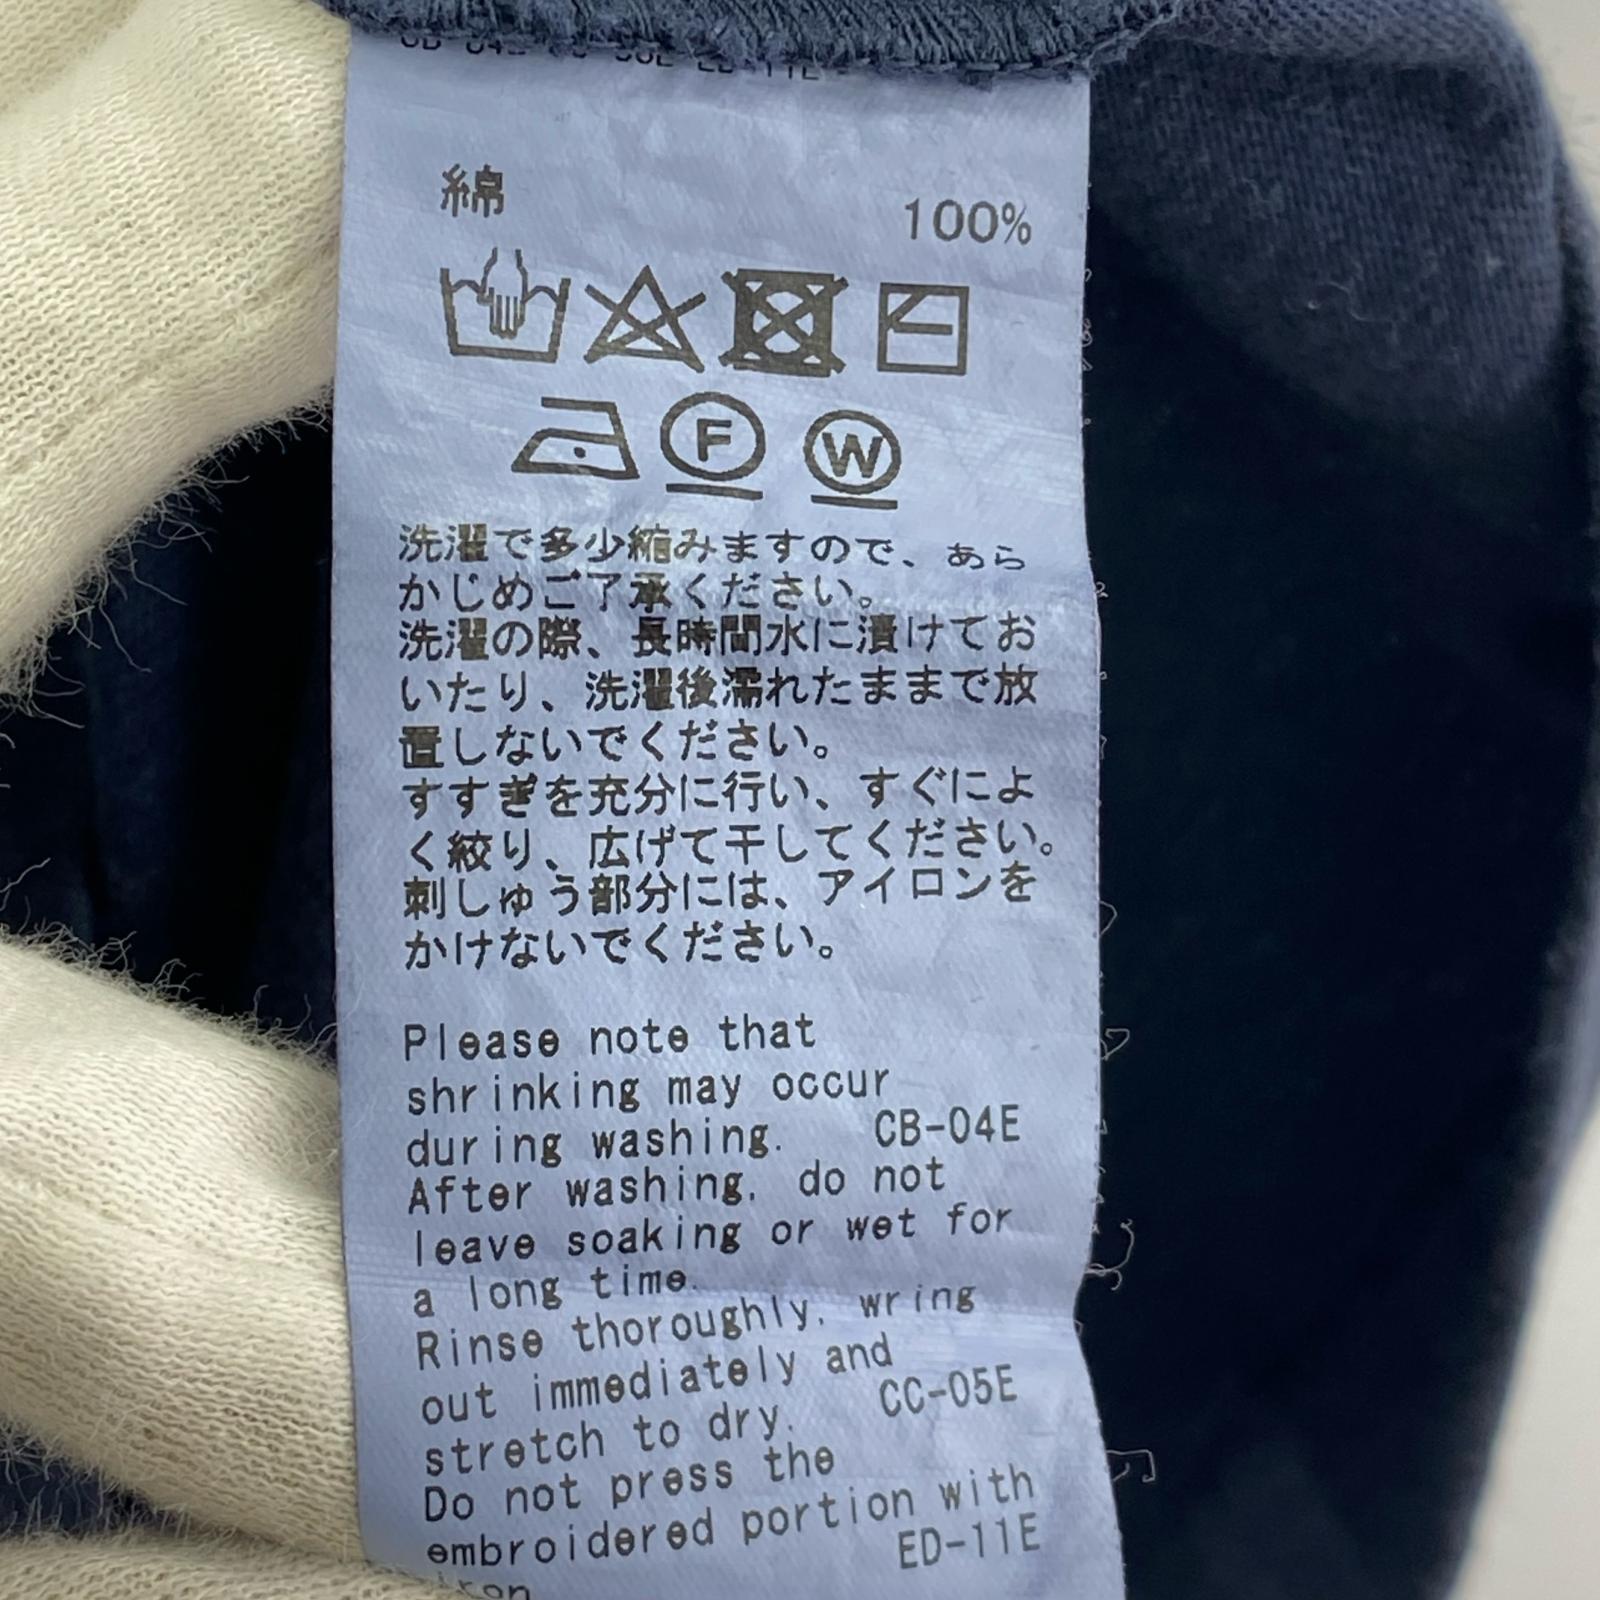 綿 100%
F W
洗濯で多少縮みますので、あら
かじめご了承ください。
洗濯の際、長時間水に漬けてお
いたり、洗濯後濡れたままで放
置しないでください。
すすぎを充分に行い、すぐによ
く絞り、広げて干してください。
刺しゅう部分には、アイロンを
かけないでください。
Please note that
shrinking may occur
during washing. CB-04E
After washing, do not
leave soaking or wet for
a long time.
Rinse thoroughly, wring
out immediately and
stretch to dry. CC-05E
Do not press the
embroidered portion with
iron ED-11E